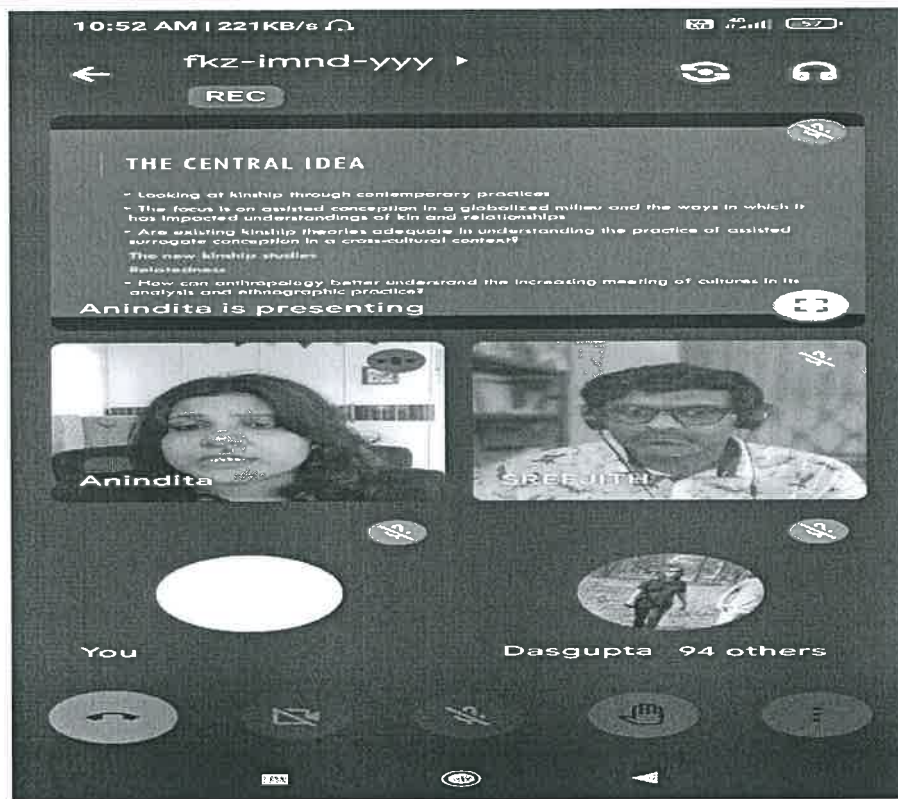 10:52 AM | 221KB/s
4G
57
fkz-imnd-yyy
REC
THE CENTRAL IDEA
- Looking at kinship through contemporary practices
- The focus is on assisted conception in a globalized milieu and the ways in which it
has impacted understandings of kin and relationships
- Are existing kinship theories adequate in understanding the practice of assisted
surrogate conception in a cross-cultural context?
The new kinship studies
Relatedness
- How can anthropology better understand the increasing meeting of cultures in its
analysis and ethnographic practice?
Anindita is presenting
Anindita
SREEJITH
You
Dasgupta
94 others